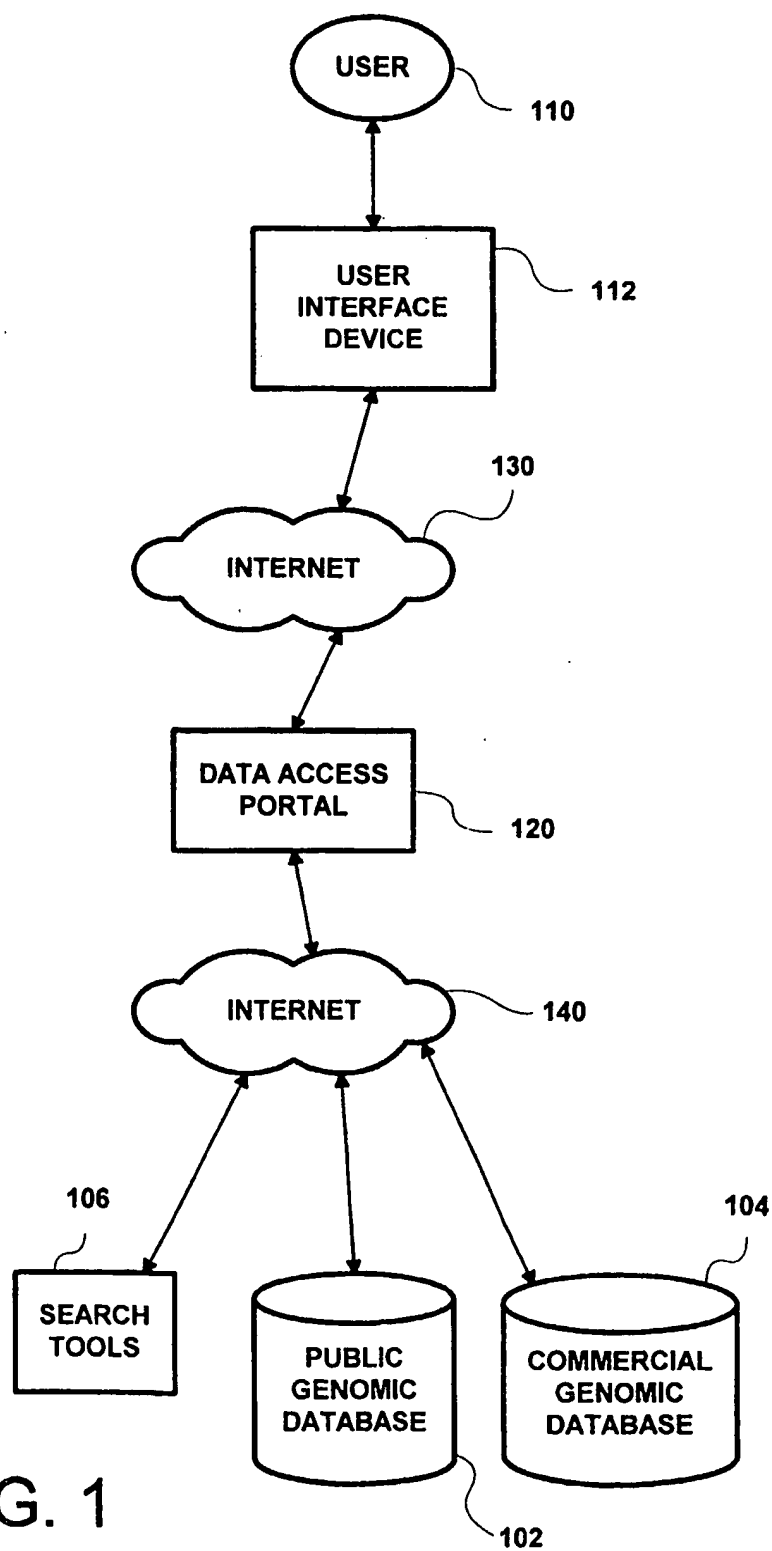 USER
110
USER
INTERFACE
DEVICE
112
130
INTERNET
DATA ACCESS
PORTAL
120
INTERNET
140
106
104
SEARCH
TOOLS
PUBLIC
GENOMIC
DATABASE
COMMERCIAL
GENOMIC
DATABASE
G. 1
102